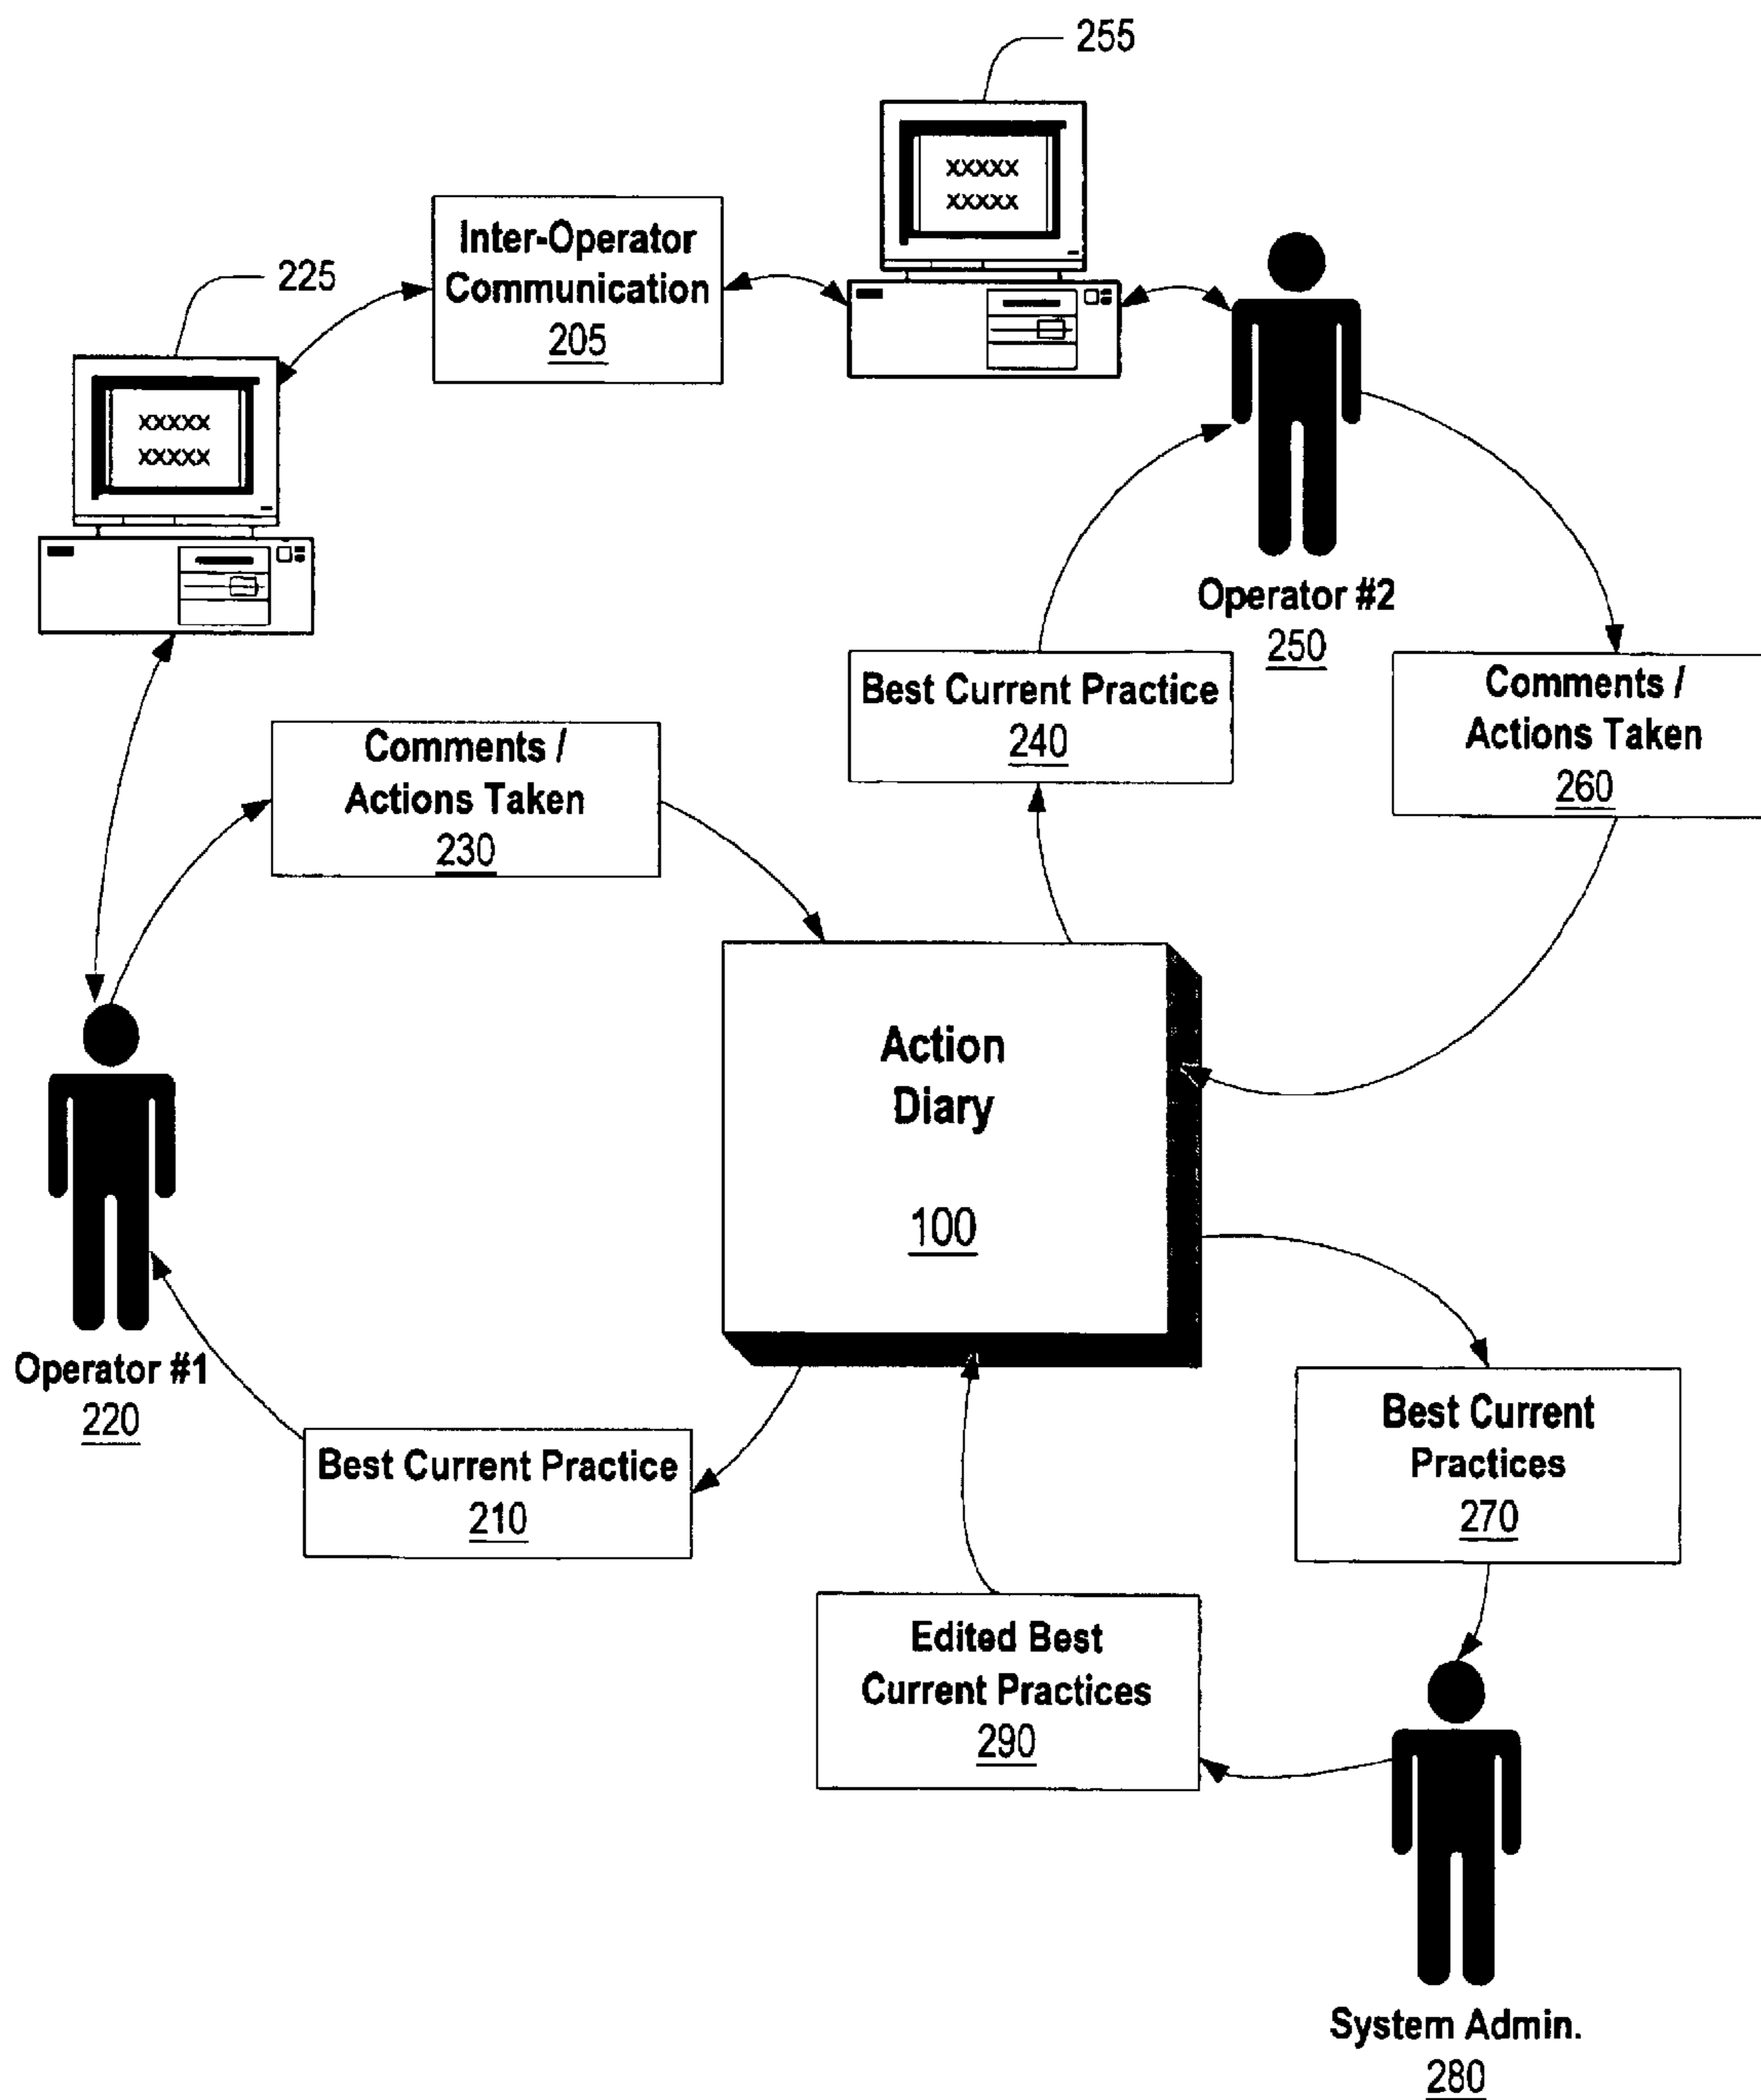 255
xxxxx
xxxxx
Inter-Operator
Communication
205
225
xxxxx
xxxxx
Operator #2
250
Best Current Practice
240
Comments /
Actions Taken
260
Comments /
Actions Taken
230
Action
Diary
100
Operator #1
220
Best Current Practice
210
Best Current
Practices
270
Edited Best
Current Practices
290
System Admin.
280